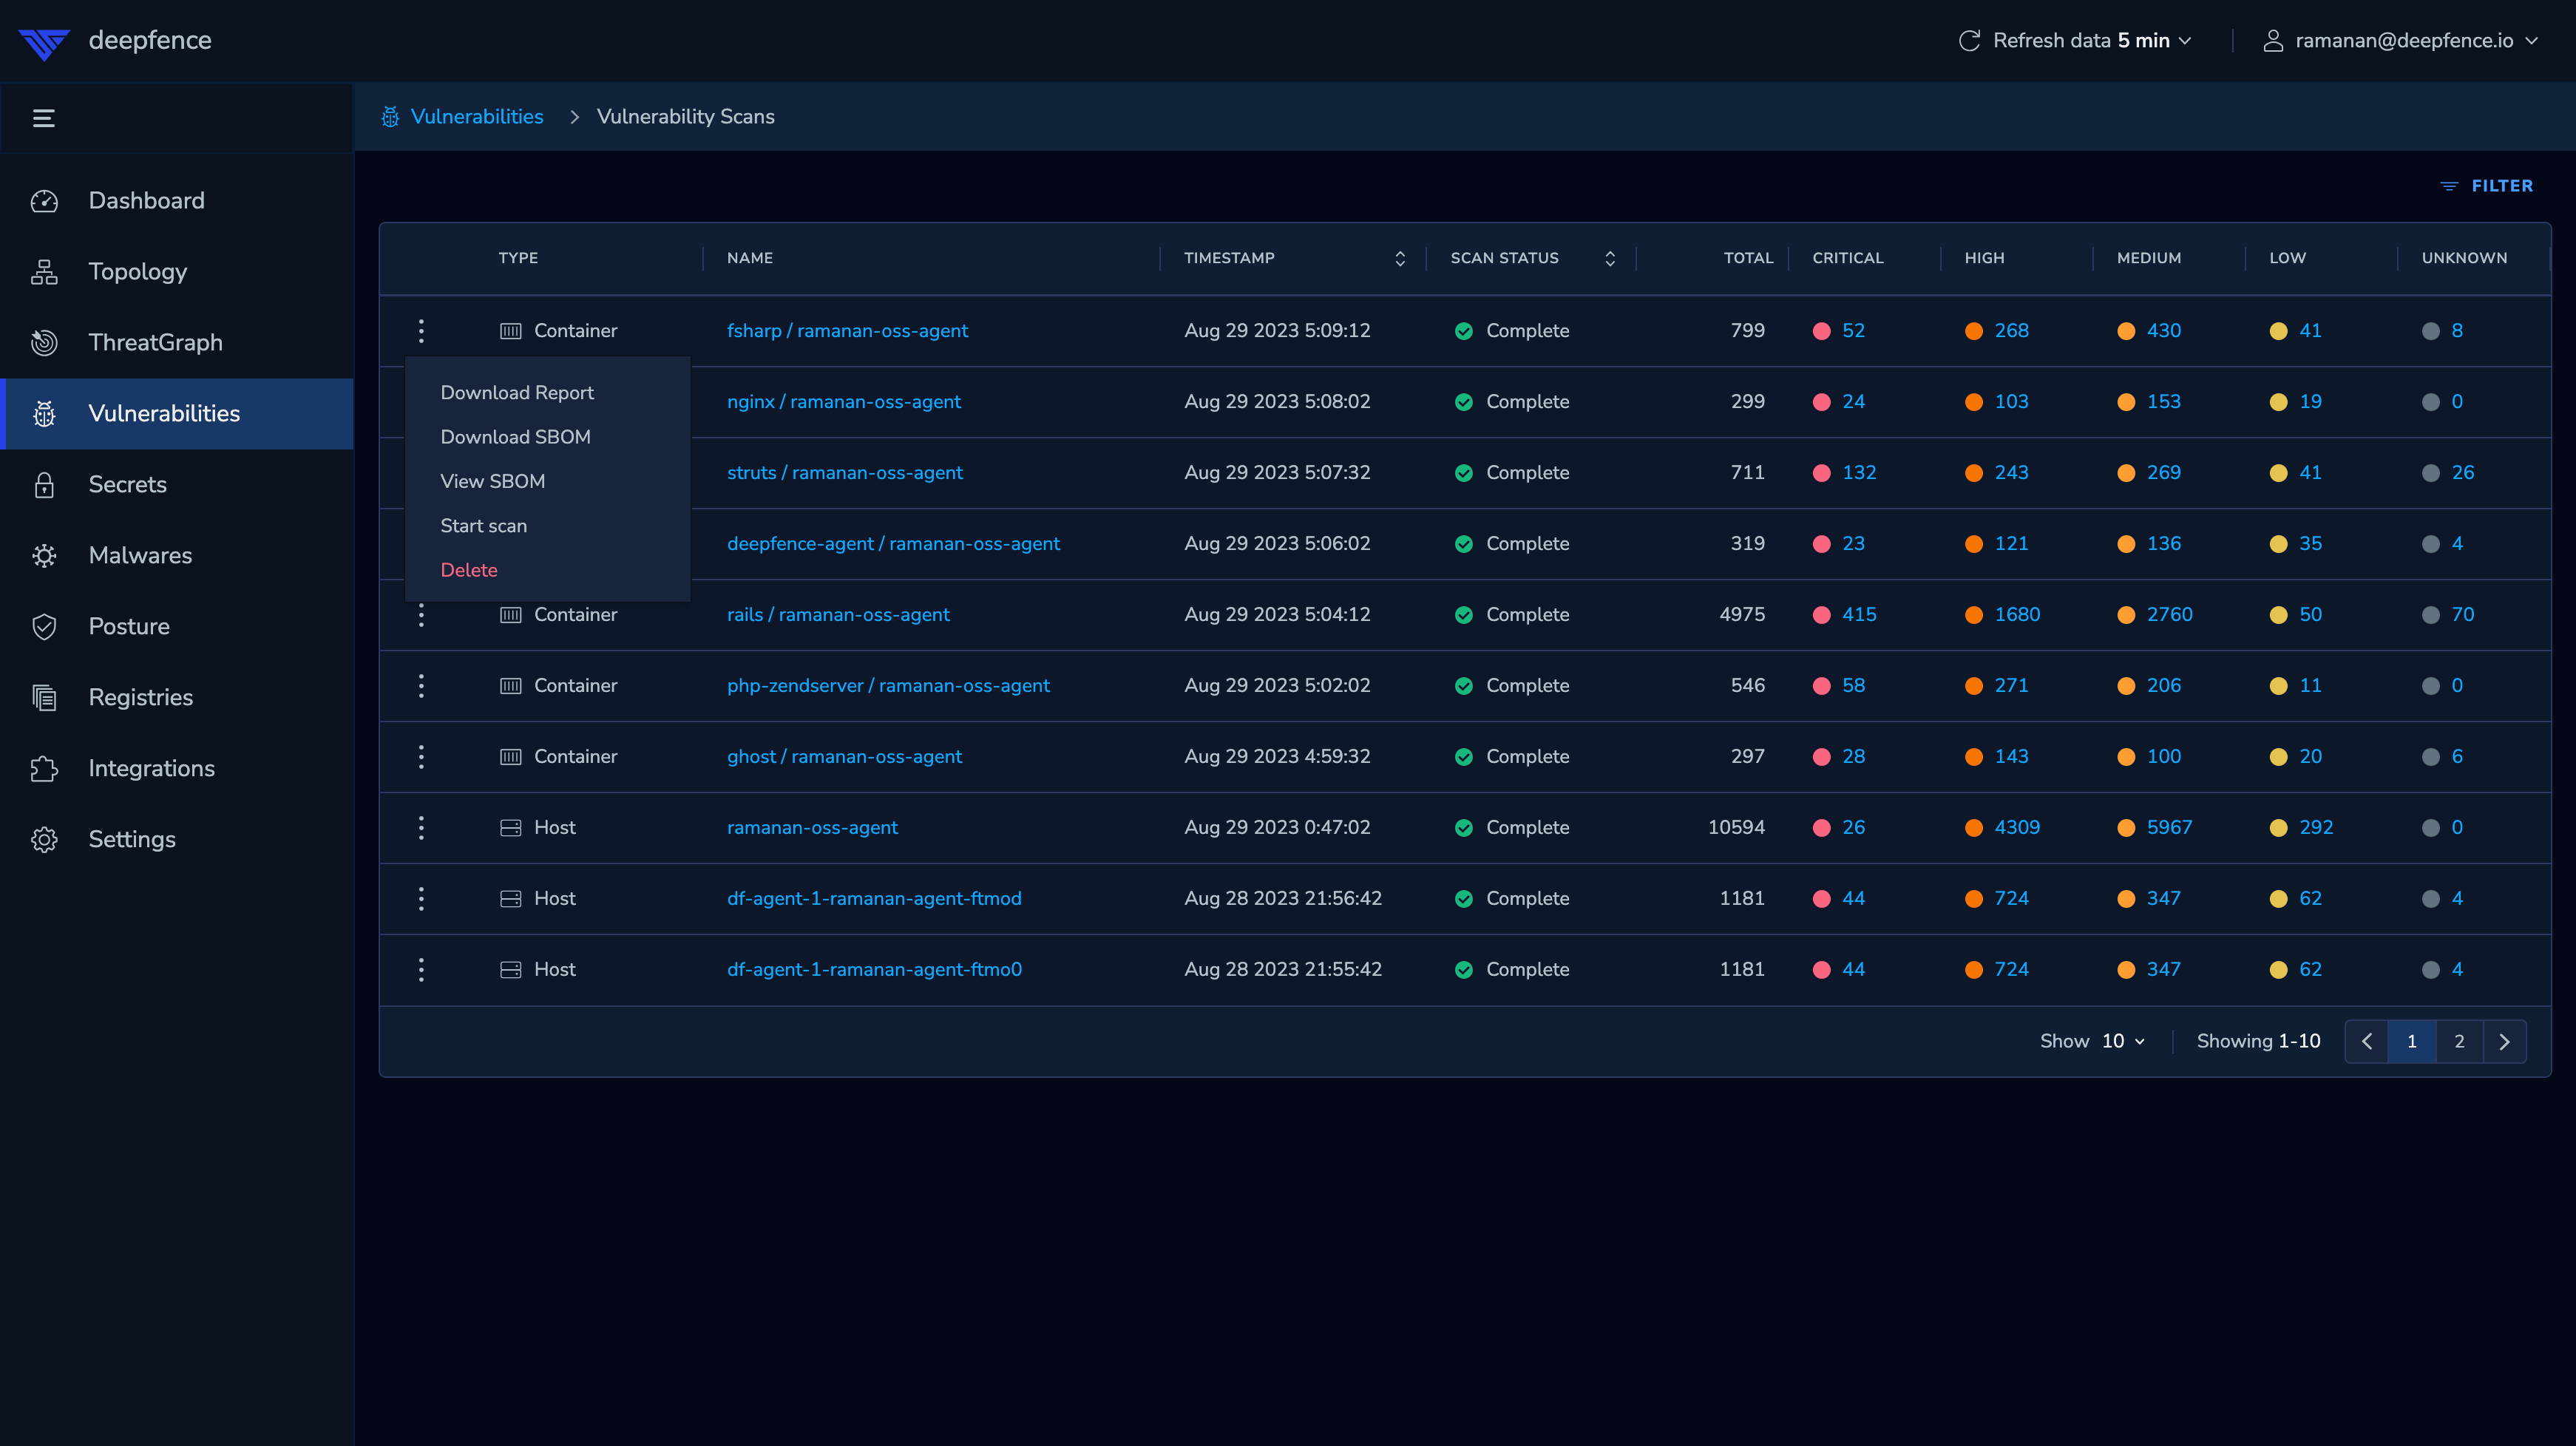 deepfence
Refresh data 5 min
ramanan@deepfence.io
Vulnerabilities
Vulnerability Scans
Dashboard
Topology
ThreatGraph
Vulnerabilities
Secrets
Malwares
Posture
Registries
Integrations
Settings
FILTER
TYPE NAME TIMESTAMP SCAN STATUS TOTAL CRITICAL HIGH MEDIUM LOW UNKNOWN
Container fsharp / ramanan-oss-agent Aug 29 2023 5:09:12 Complete 799 52 268 430 41 8
nginx / ramanan-oss-agent Aug 29 2023 5:08:02 Complete 299 24 103 153 19 0
struts / ramanan-oss-agent Aug 29 2023 5:07:32 Complete 711 132 243 269 41 26
deepfence-agent / ramanan-oss-agent Aug 29 2023 5:06:02 Complete 319 23 121 136 35 4
Container rails / ramanan-oss-agent Aug 29 2023 5:04:12 Complete 4975 415 1680 2760 50 70
Container php-zendserver / ramanan-oss-agent Aug 29 2023 5:02:02 Complete 546 58 271 206 11 0
Container ghost / ramanan-oss-agent Aug 29 2023 4:59:32 Complete 297 28 143 100 20 6
Host ramanan-oss-agent Aug 29 2023 0:47:02 Complete 10594 26 4309 5967 292 0
Host df-agent-1-ramanan-agent-ftmod Aug 28 2023 21:56:42 Complete 1181 44 724 347 62 4
Host df-agent-1-ramanan-agent-ftmo0 Aug 28 2023 21:55:42 Complete 1181 44 724 347 62 4
Download Report
Download SBOM
View SBOM
Start scan
Delete
Show 10 Showing 1-10 1 2